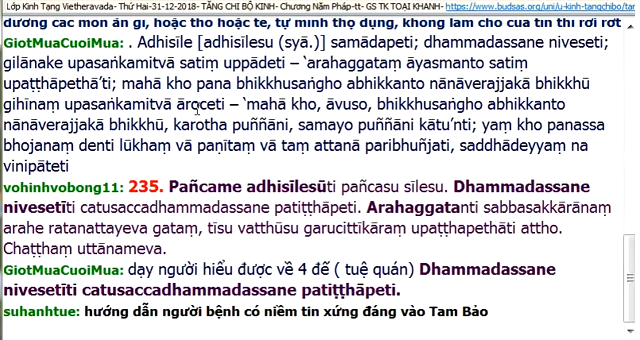 Lớp Kinh Tạng Vietheravada- Thứ Hai-31-12-2018- TĂNG CHI BỘ KINH- Chương Năm Pháp-tt- GS TK TOẠI KHANH- https://www.budsas.org/uni/u-kinh-tangchibo/tan
dường các món ăn gì, hoặc thô hoặc tế, tự mình thọ dụng, không làm cho của tín thí rơi rớt
GiotMuaCuoiMua: . Adhisīle [adhisīlesu (syā.)] samādapeti; dhammadassane niveseti;
gilānake upasaṅkamitvā satiṃ uppādeti – 'arahaggataṃ āyasmanto satiṃ
upaṭṭhāpethā'ti; mahā kho pana bhikkhusaṅgho abhikkanto nānāverajjakā bhikkhū
gihīnaṃ upasaṅkamitvā āroceti – 'mahā kho, āvuso, bhikkhusaṅgho abhikkanto
nānāverajjakā bhikkhū, karotha puññāni, samayo puññāni kātu'nti; yaṃ kho panassa
bhojanaṃ denti lūkhaṃ vā paṇītaṃ vā taṃ attanā paribhuñjati, saddhādeyyaṃ na
vinipāteti
vohinhvobong11: 235. Pañcame adhisīlesūti pañcasu sīlesu. Dhammadassane
nivesetīti catusaccadhammadassane patiṭṭhāpeti. Arahaggatanti sabbasakkārānaṃ
arahe ratanattayeva gataṃ, tīsu vatthūsu garucittīkāraṃ upaṭṭhapethāti attho.
Chaṭṭhaṃ uttānameva.
GiotMuaCuoiMua: dạy người hiểu được về 4 đế ( tuệ quán) Dhammadassane
nivesetīti catusaccadhammadassane patiṭṭhāpeti.
suhanhtue: hướng dẫn người bệnh có niềm tin xứng đáng vào Tam Bảo